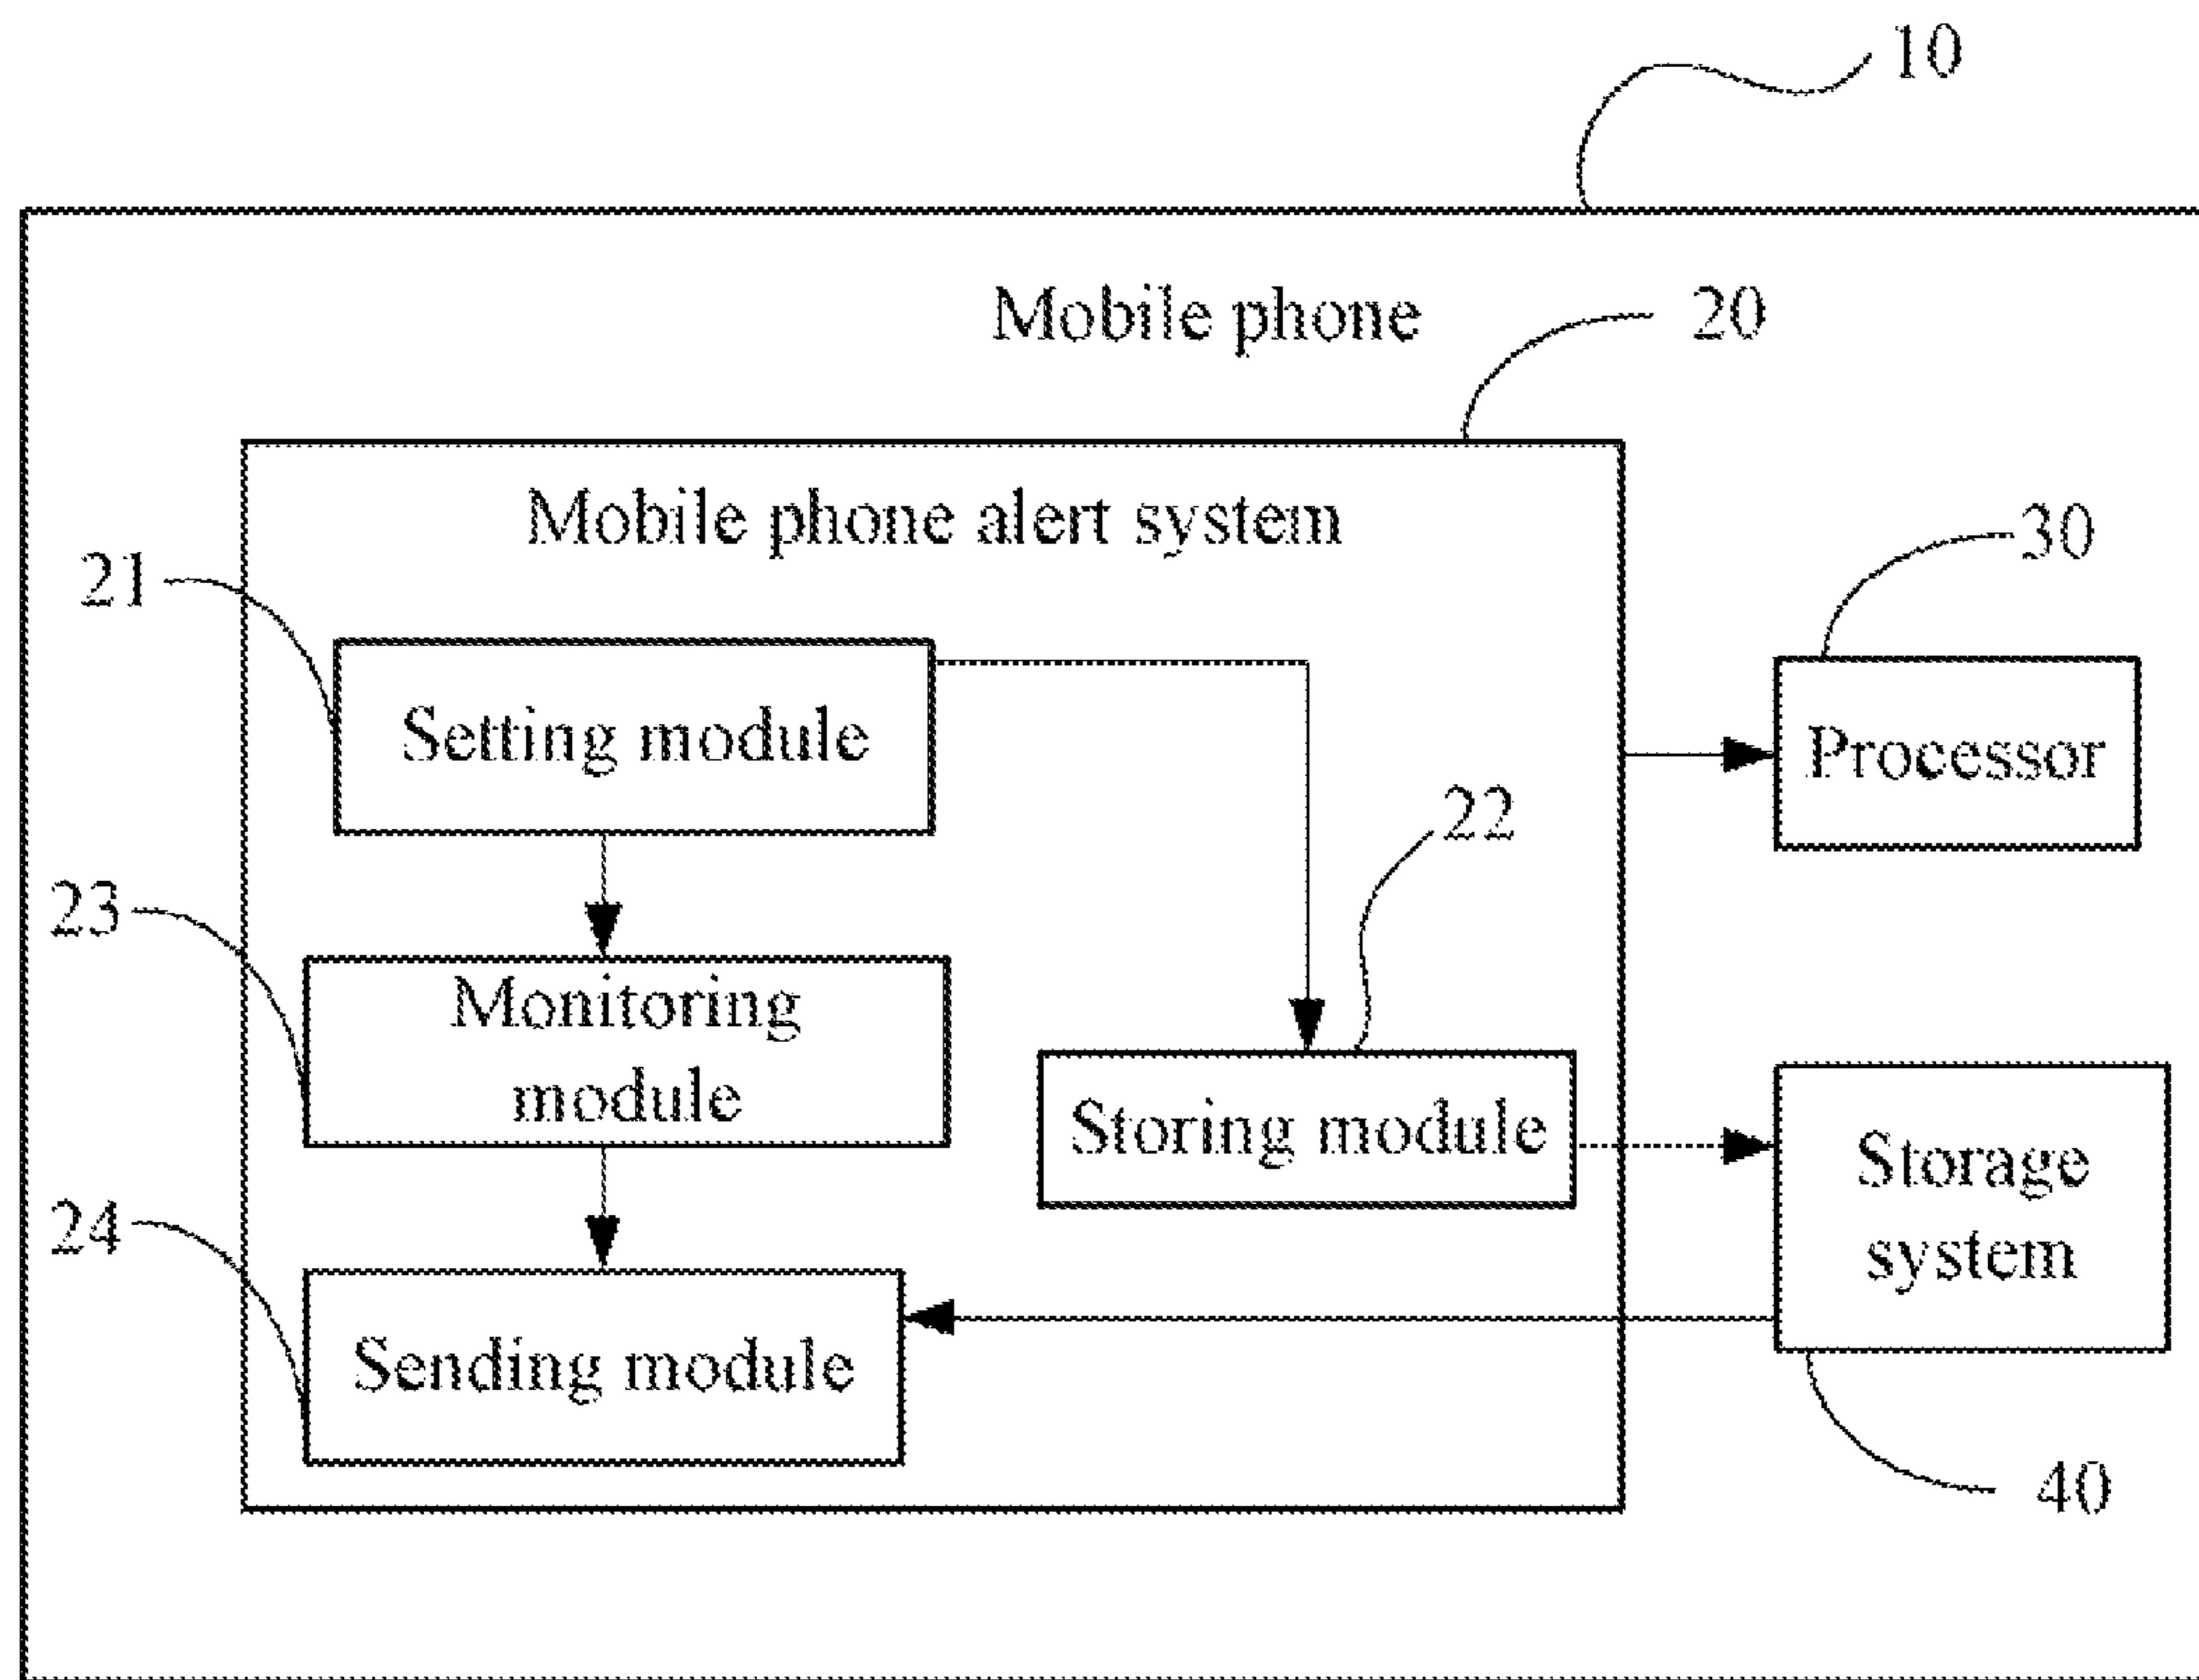 10
Mobile phone
20
Mobile phone alert system
21
30
Setting module
Processor
22
23
Monitoring
module
Storing module
Storage
system
24
Sending module
40